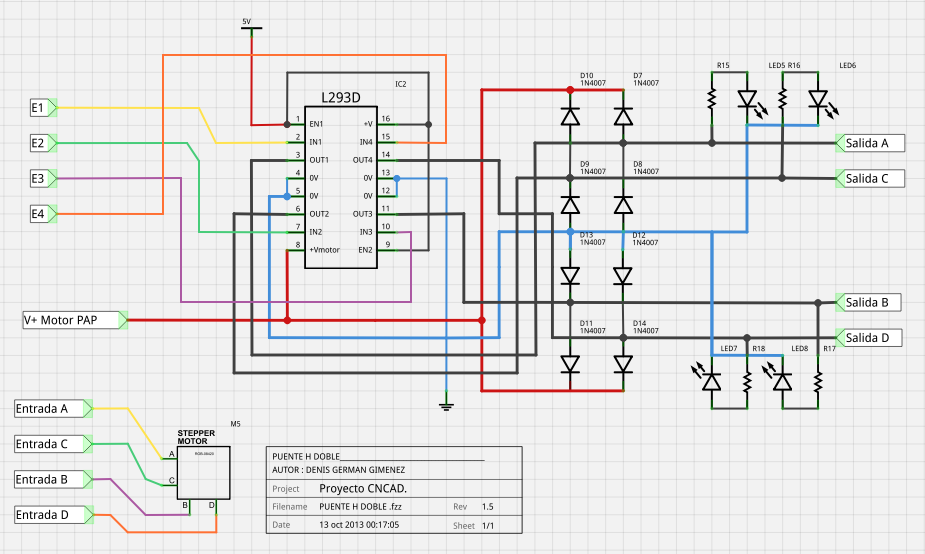 5V
R15
LED5 R16
LED6
D10
1N4007
D7
1N4007
IC2
L293D
E1
E2
E3
E4
1 EN1 +V 16
2 IN1 IN4 15
3 OUT1 OUT4 14
4 0V 0V 13
5 0V 0V 12
6 OUT2 OUT3 11
7 IN2 IN3 10
8 +Vmotor EN2 9
Salida A
D9
1N4007
D8
1N4007
Salida C
D13
1N4007
D12
1N4007
Salida B
V+ Motor PAP
D11
1N4007
D14
1N4007
Salida D
LED7 R18
LED8 R17
Entrada A
Entrada C
Entrada B
Entrada D
M5
STEPPER
MOTOR
A
C
B D
PUENTE H DOBLE
AUTOR : DENIS GERMAN GIMENEZ
Project Proyecto CNCAD.
Filename PUENTE H DOBLE .fzz Rev 1.5
Date 13 oct 2013 00:17:05 Sheet 1/1